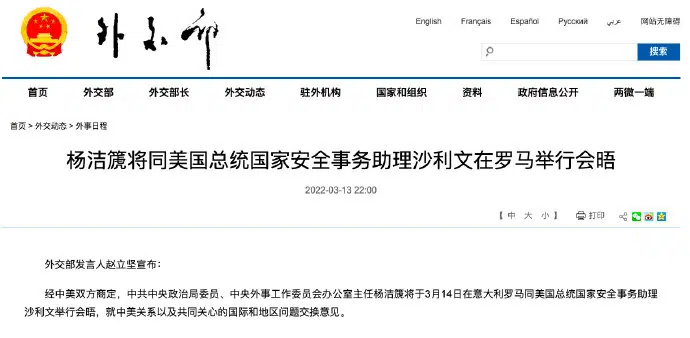 外交部
English Français Español Русский عربي 网站无障碍
搜索
首页 外交部 外交部长 外交动态 驻外机构 国家和组织 资料 政府信息公开 两微一端
首页 > 外交动态 > 外事日程
杨洁篪将同美国总统国家安全事务助理沙利文在罗马举行会晤
2022-03-13 22:00
【 中 大 小 】 打印
外交部发言人赵立坚宣布：
经中美双方商定，中共中央政治局委员、中央外事工作委员会办公室主任杨洁篪将于3月14日在意大利罗马同美国总统国家安全事务助理
沙利文举行会晤，就中美关系以及共同关心的国际和地区问题交换意见。